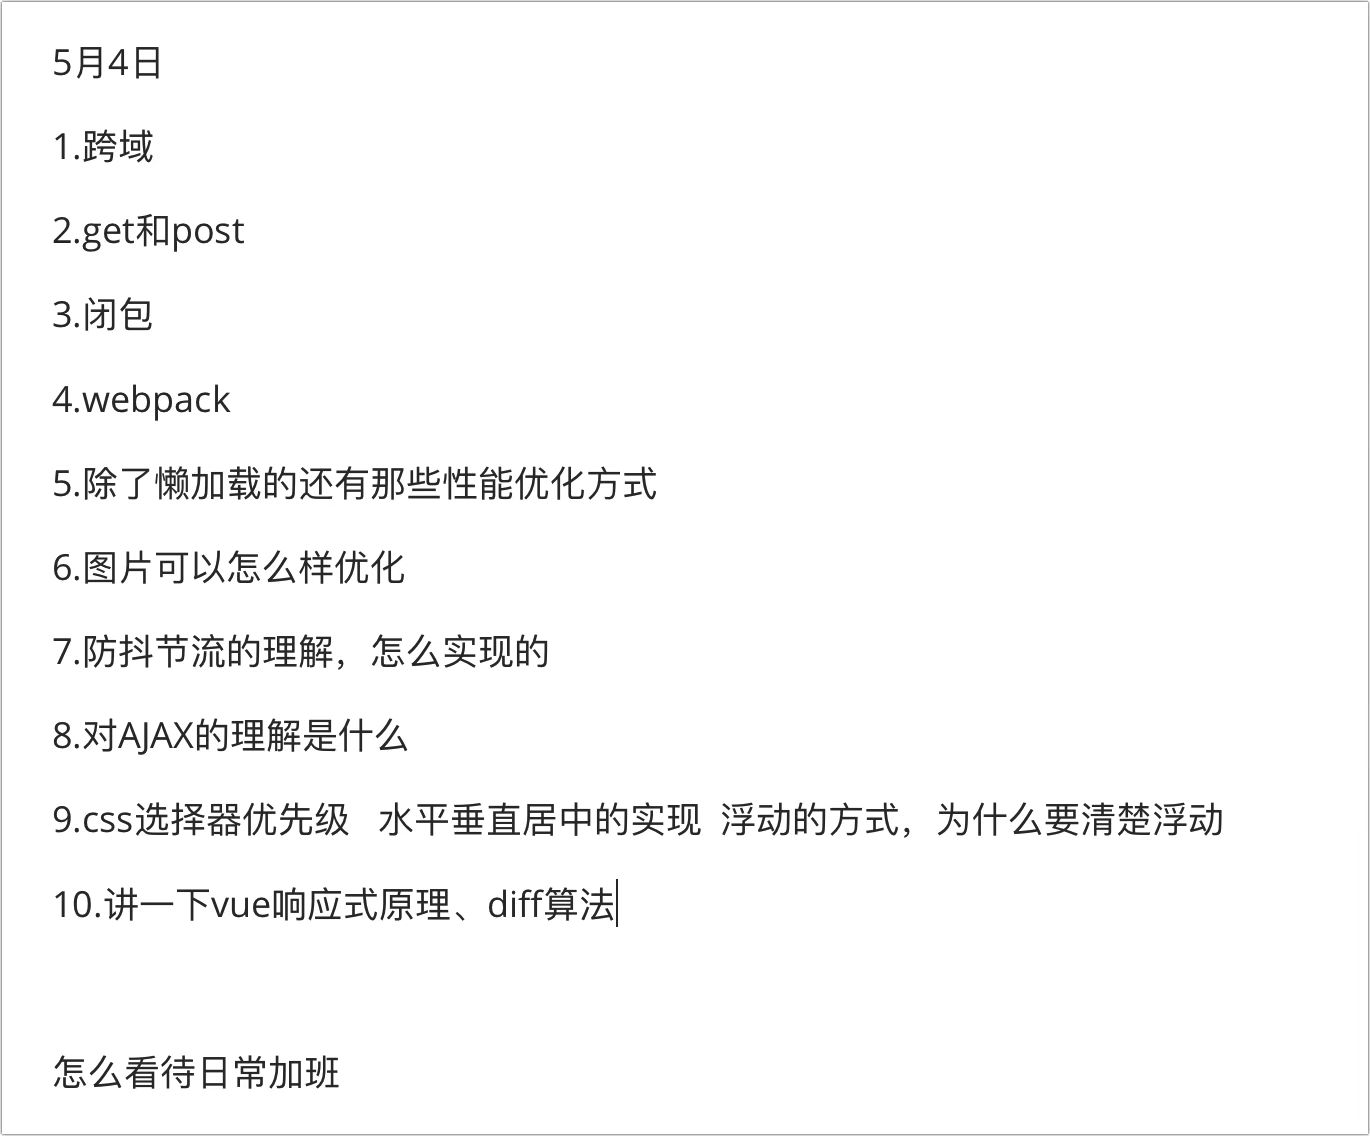 5月4日
1.跨域
2.get和post
3.闭包
4.webpack
5.除了懒加载的还有那些性能优化方式
6.图片可以怎么样优化
7.防抖节流的理解，怎么实现的
8.对AJAX的理解是什么
9.css选择器优先级   水平垂直居中的实现  浮动的方式，为什么要清楚浮动
10.讲一下vue响应式原理、diff算法
怎么看待日常加班